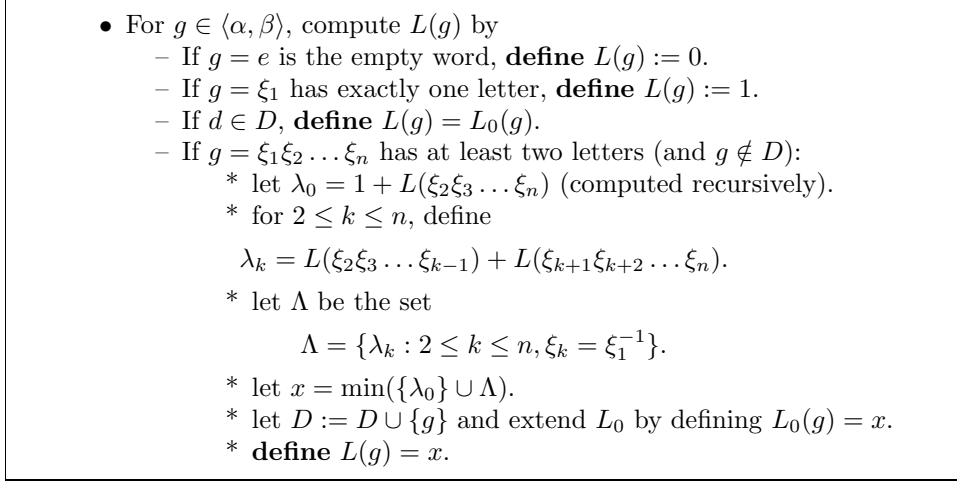 • For g ∈ ⟨α, β⟩, compute L(g) by
– If g = e is the empty word, define L(g) := 0.
– If g = ξ₁ has exactly one letter, define L(g) := 1.
– If d ∈ D, define L(g) = L₀(g).
– If g = ξ₁ξ₂ … ξₙ has at least two letters (and g ∉ D):
* let λ₀ = 1 + L(ξ₂ξ₃ … ξₙ) (computed recursively).
* for 2 ≤ k ≤ n, define
λₖ = L(ξ₂ξ₃ … ξₖ₋₁) + L(ξₖ₊₁ξₖ₊₂ … ξₙ).
* let Λ be the set
Λ = {λₖ : 2 ≤ k ≤ n, ξₖ = ξ₁⁻¹}.
* let x = min({λ₀} ∪ Λ).
* let D := D ∪ {g} and extend L₀ by defining L₀(g) = x.
* define L(g) = x.